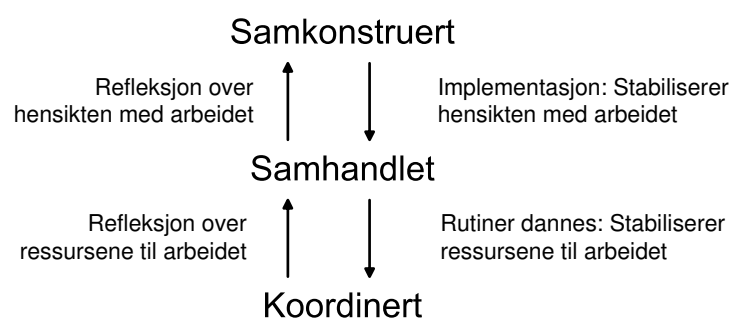 Samkonstruert
Refleksjon over
hensikten med arbeidet
Implementasjon: Stabiliserer
hensikten med arbeidet
Samhandlet
Refleksjon over
ressursene til arbeidet
Rutiner dannes: Stabiliserer
ressursene til arbeidet
Koordinert